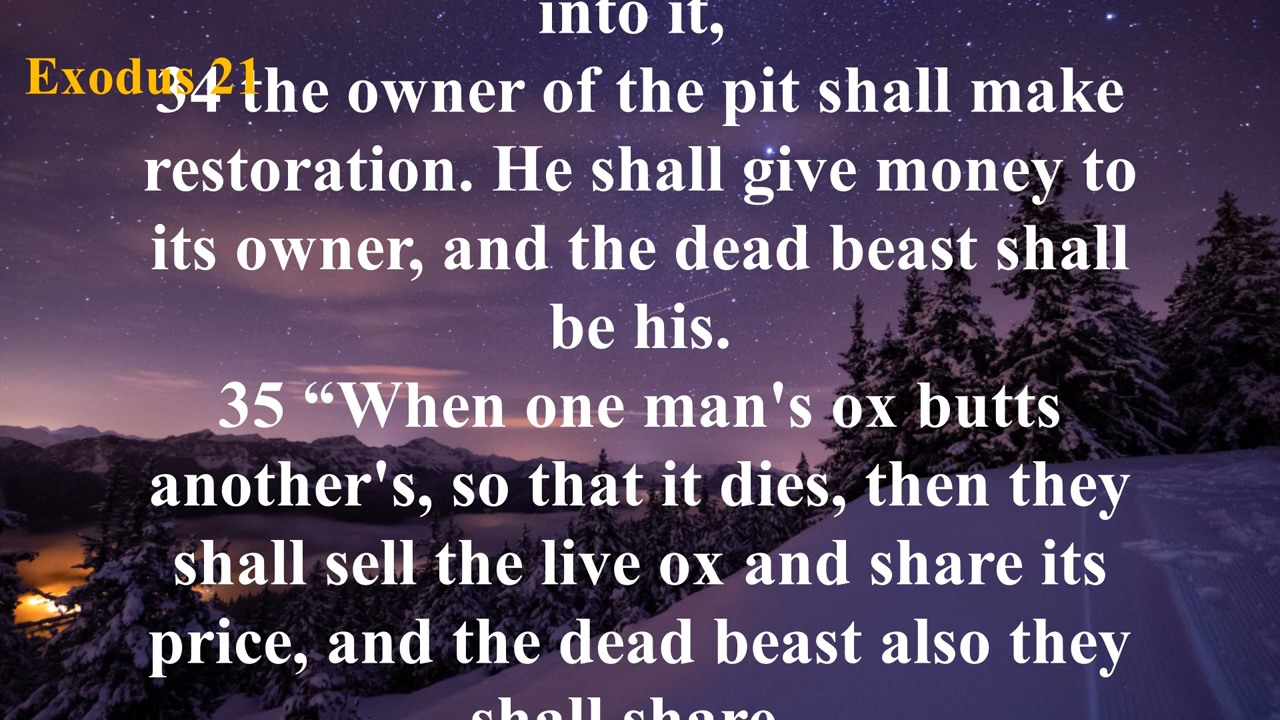 into it,
Exodus 21
34 the owner of the pit shall make
restoration. He shall give money to
its owner, and the dead beast shall
be his.
35 “When one man's ox butts
another's, so that it dies, then they
shall sell the live ox and share its
price, and the dead beast also they
shall share.